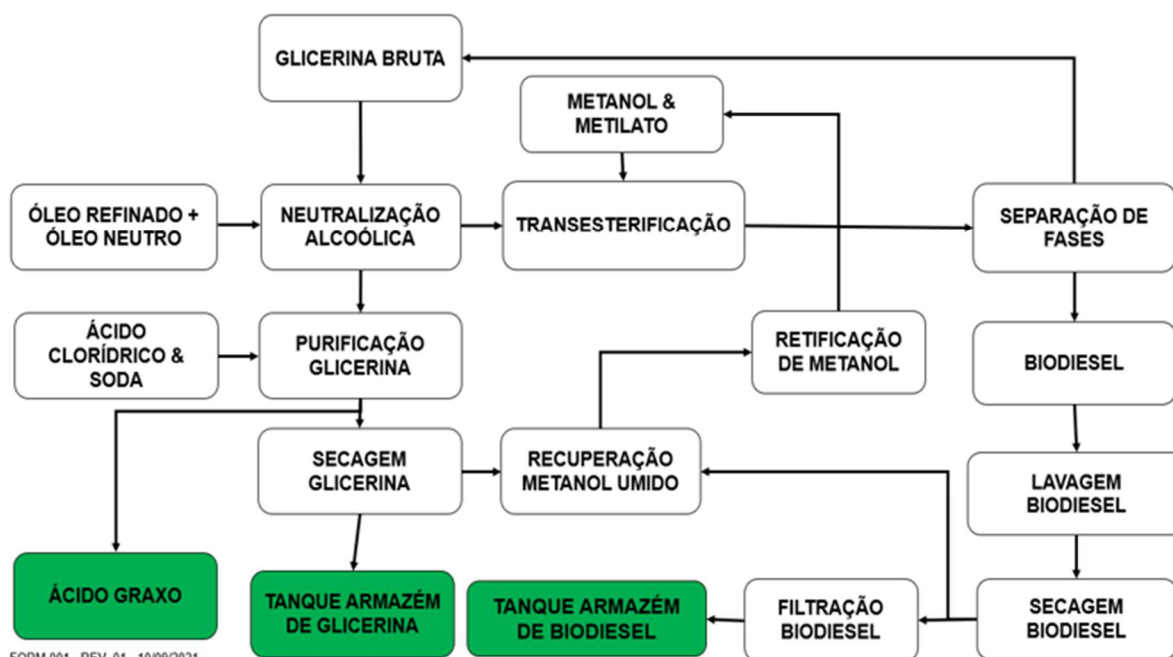 GLICERINA BRUTA
METANOL &
METILATO
ÓLEO REFINADO +
ÓLEO NEUTRO
NEUTRALIZAÇÃO
ALCOÓLICA
TRANSESTERIFICAÇÃO
SEPARAÇÃO DE
FASES
ÁCIDO
CLORÍDRICO &
SODA
PURIFICAÇÃO
GLICERINA
RETIFICAÇÃO
DE METANOL
BIODIESEL
SECAGEM
GLICERINA
RECUPERAÇÃO
METANOL UMIDO
LAVAGEM
BIODIESEL
ÁCIDO GRAXO
TANQUE ARMAZÉM
DE GLICERINA
TANQUE ARMAZÉM
DE BIODIESEL
FILTRAÇÃO
BIODIESEL
SECAGEM
BIODIESEL